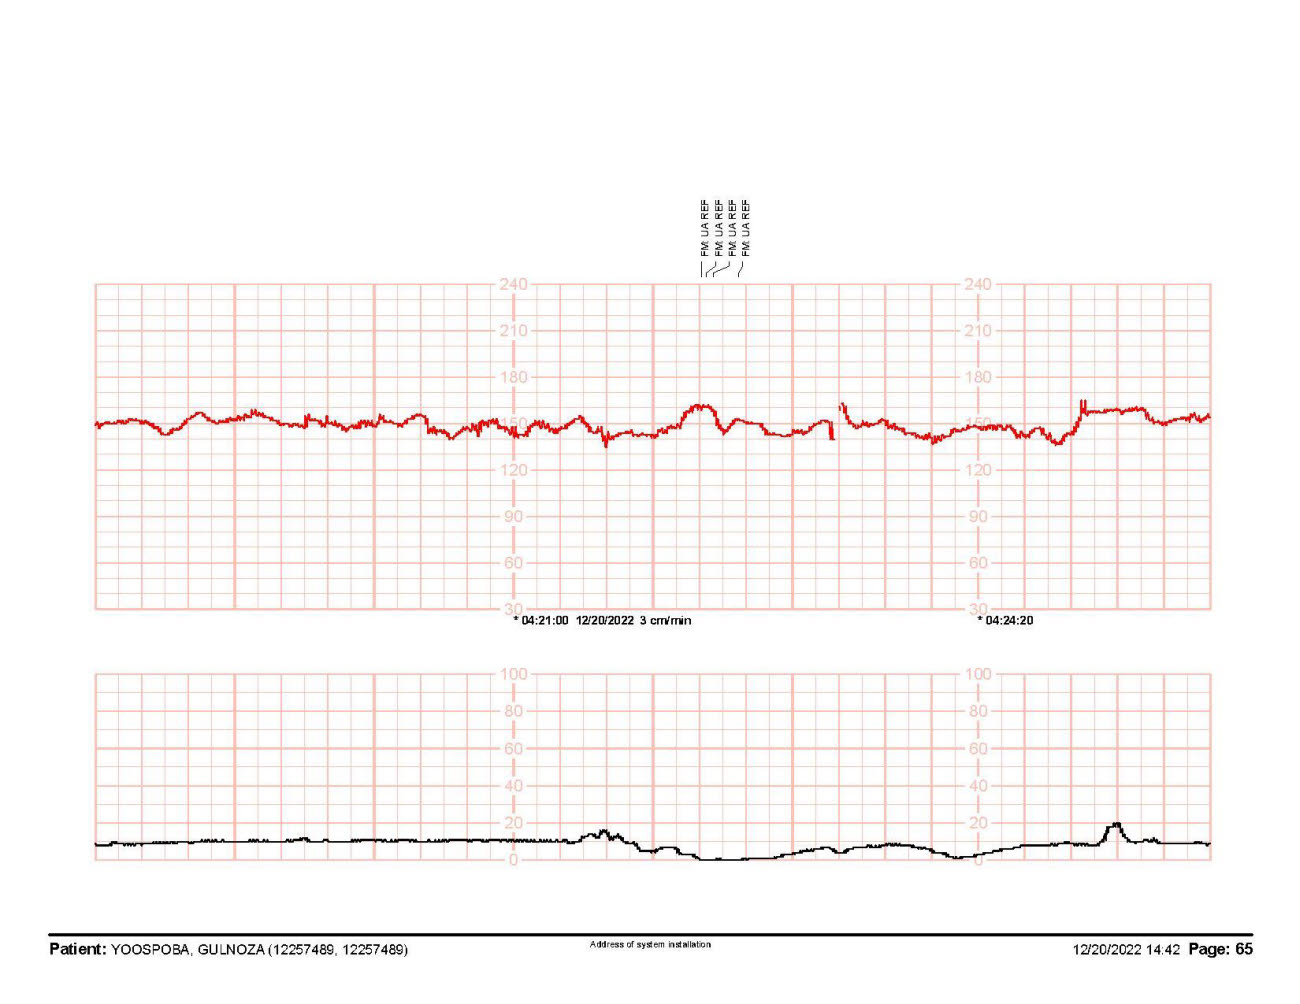 FM: UA REF
FM: UA REF
FM: UA REF
FM: UA REF
240 240
210 210
180 180
150 150
120 120
90 90
60 60
30 30
* 04:21:00 12/20/2022 3 cm/min * 04:24:20
100 100
80 80
60 60
40 40
20 20
0 0
Patient: YOOSPOBA, GULNOZA (12257489, 12257489) Address of system installation 12/20/2022 14:42 Page: 65